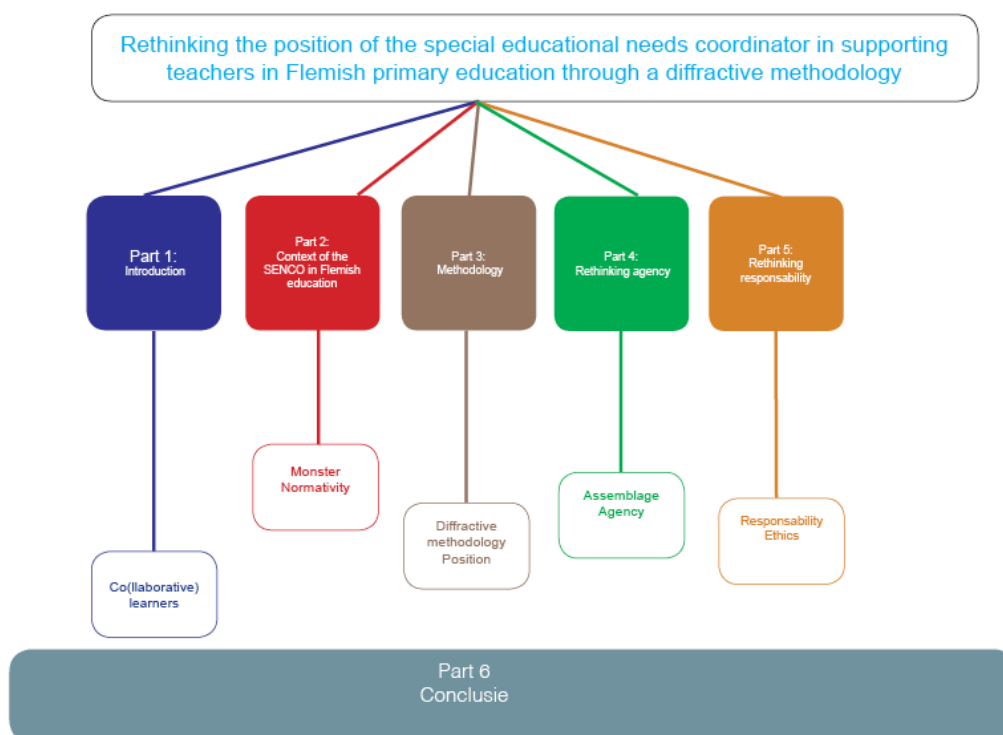 Rethinking the position of the special educational needs coordinator in supporting
teachers in Flemish primary education through a diffractive methodology
Part 1:
Introduction
Part 2:
Context of the
SENCO in Flemish
education
Part 3:
Methodology
Part 4:
Rethinking agency
Part 5:
Rethinking
responsability
Monster
Normativity
Diffractive
methodology
Position
Assemblage
Agency
Responsability
Ethics
Co(llaborative)
learners
Part 6
Conclusie